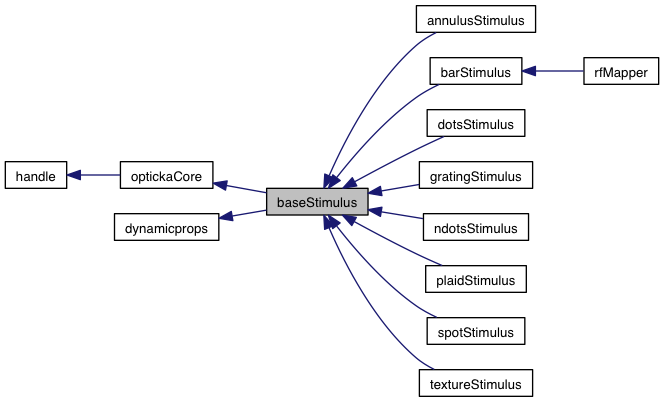 annulusStimulus
barStimulus
rfMapper
dotsStimulus
handle
optickaCore
gratingStimulus
baseStimulus
dynamicprops
ndotsStimulus
plaidStimulus
spotStimulus
textureStimulus